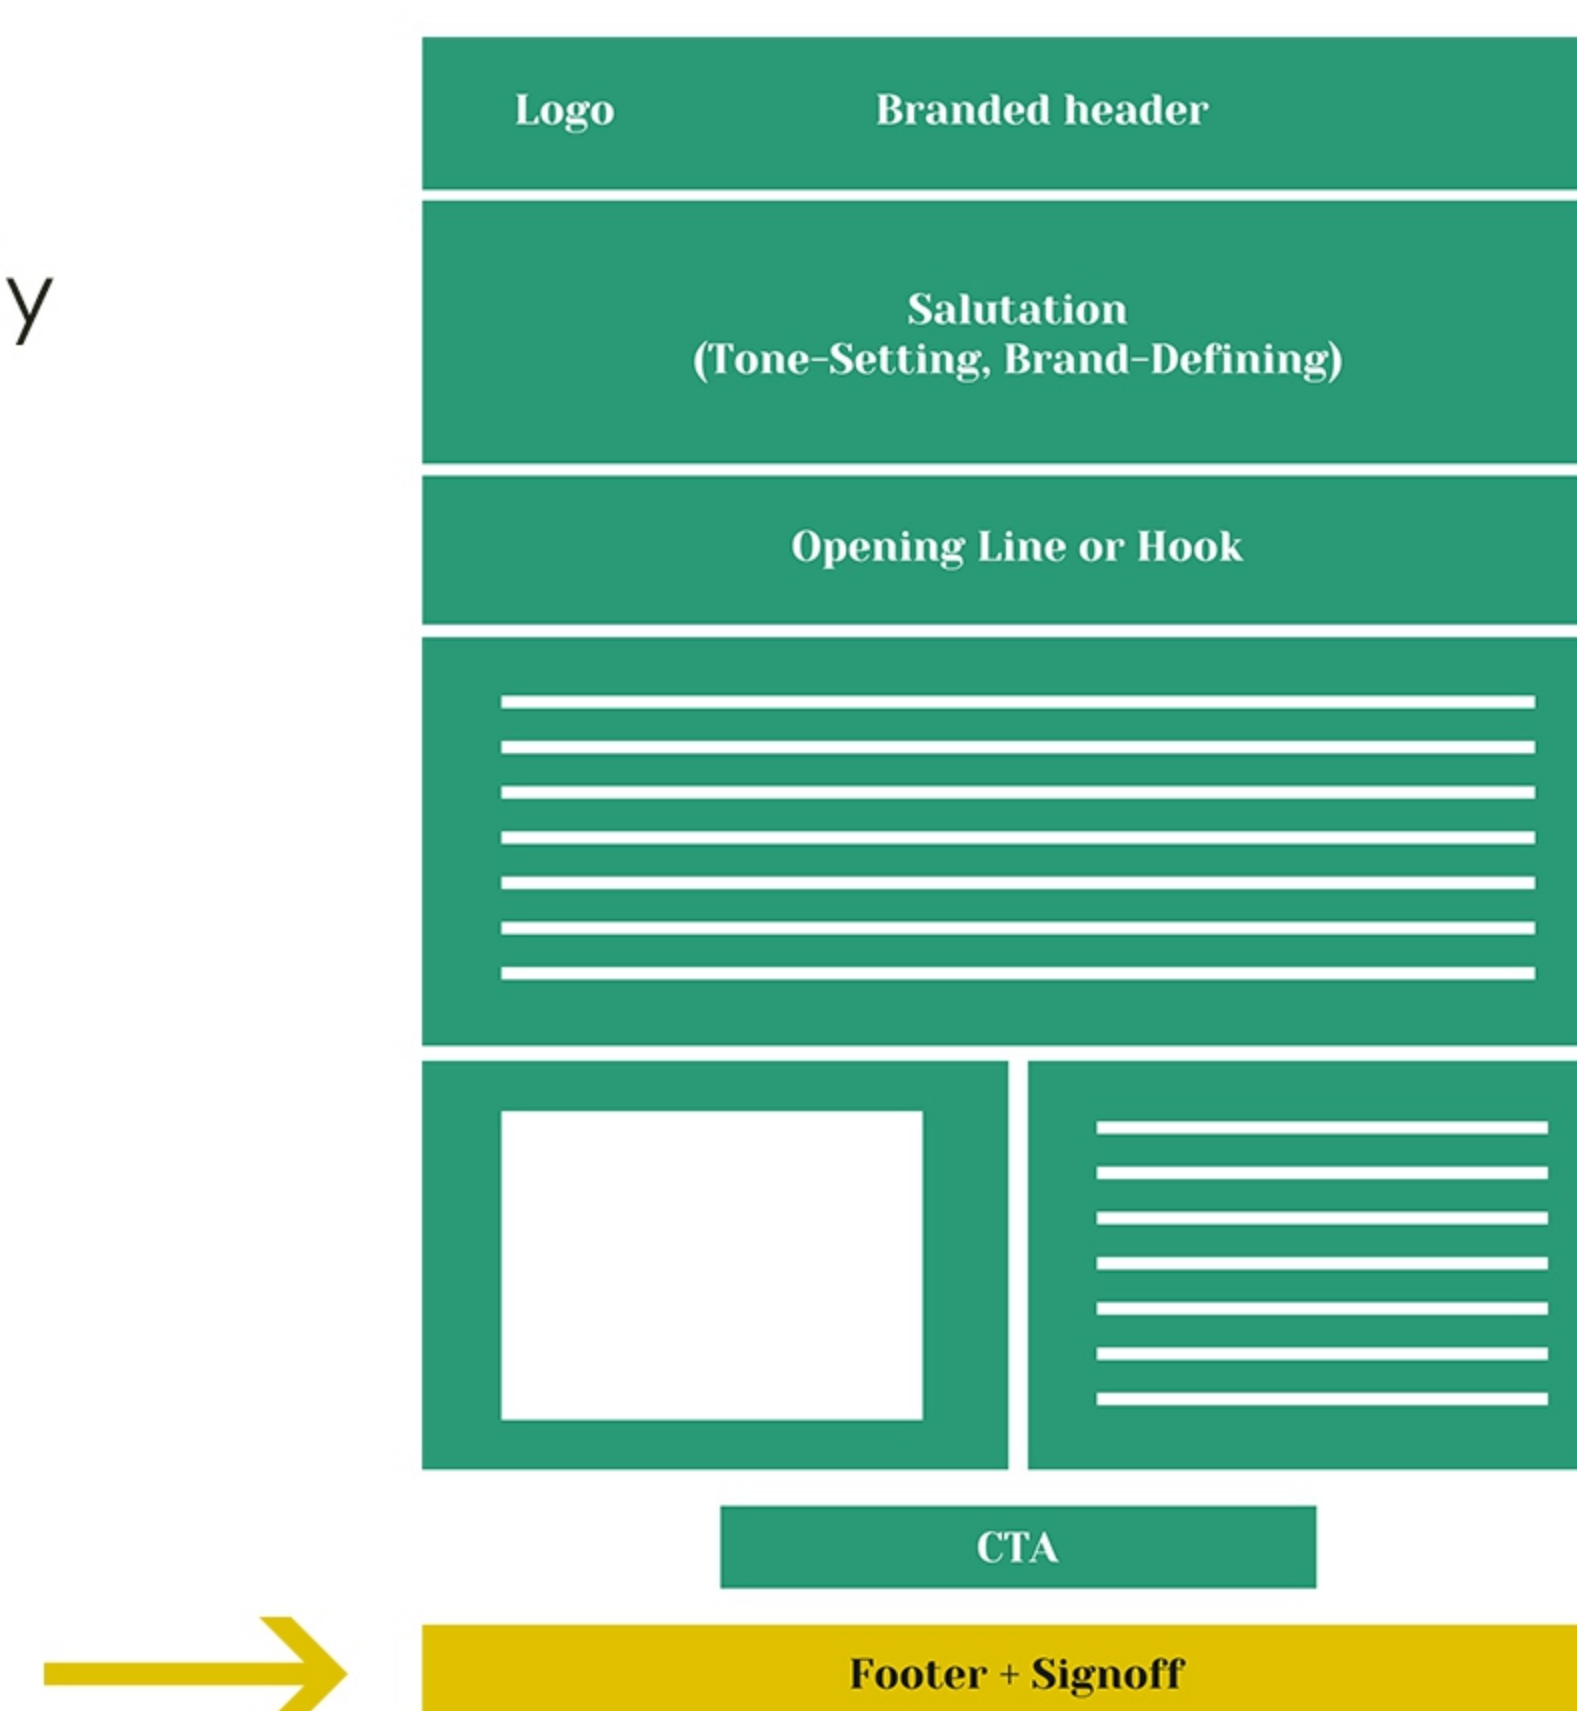 y
Logo Branded header
Salutation
(Tone-Setting, Brand-Defining)
Opening Line or Hook
CTA
Footer + Signoff